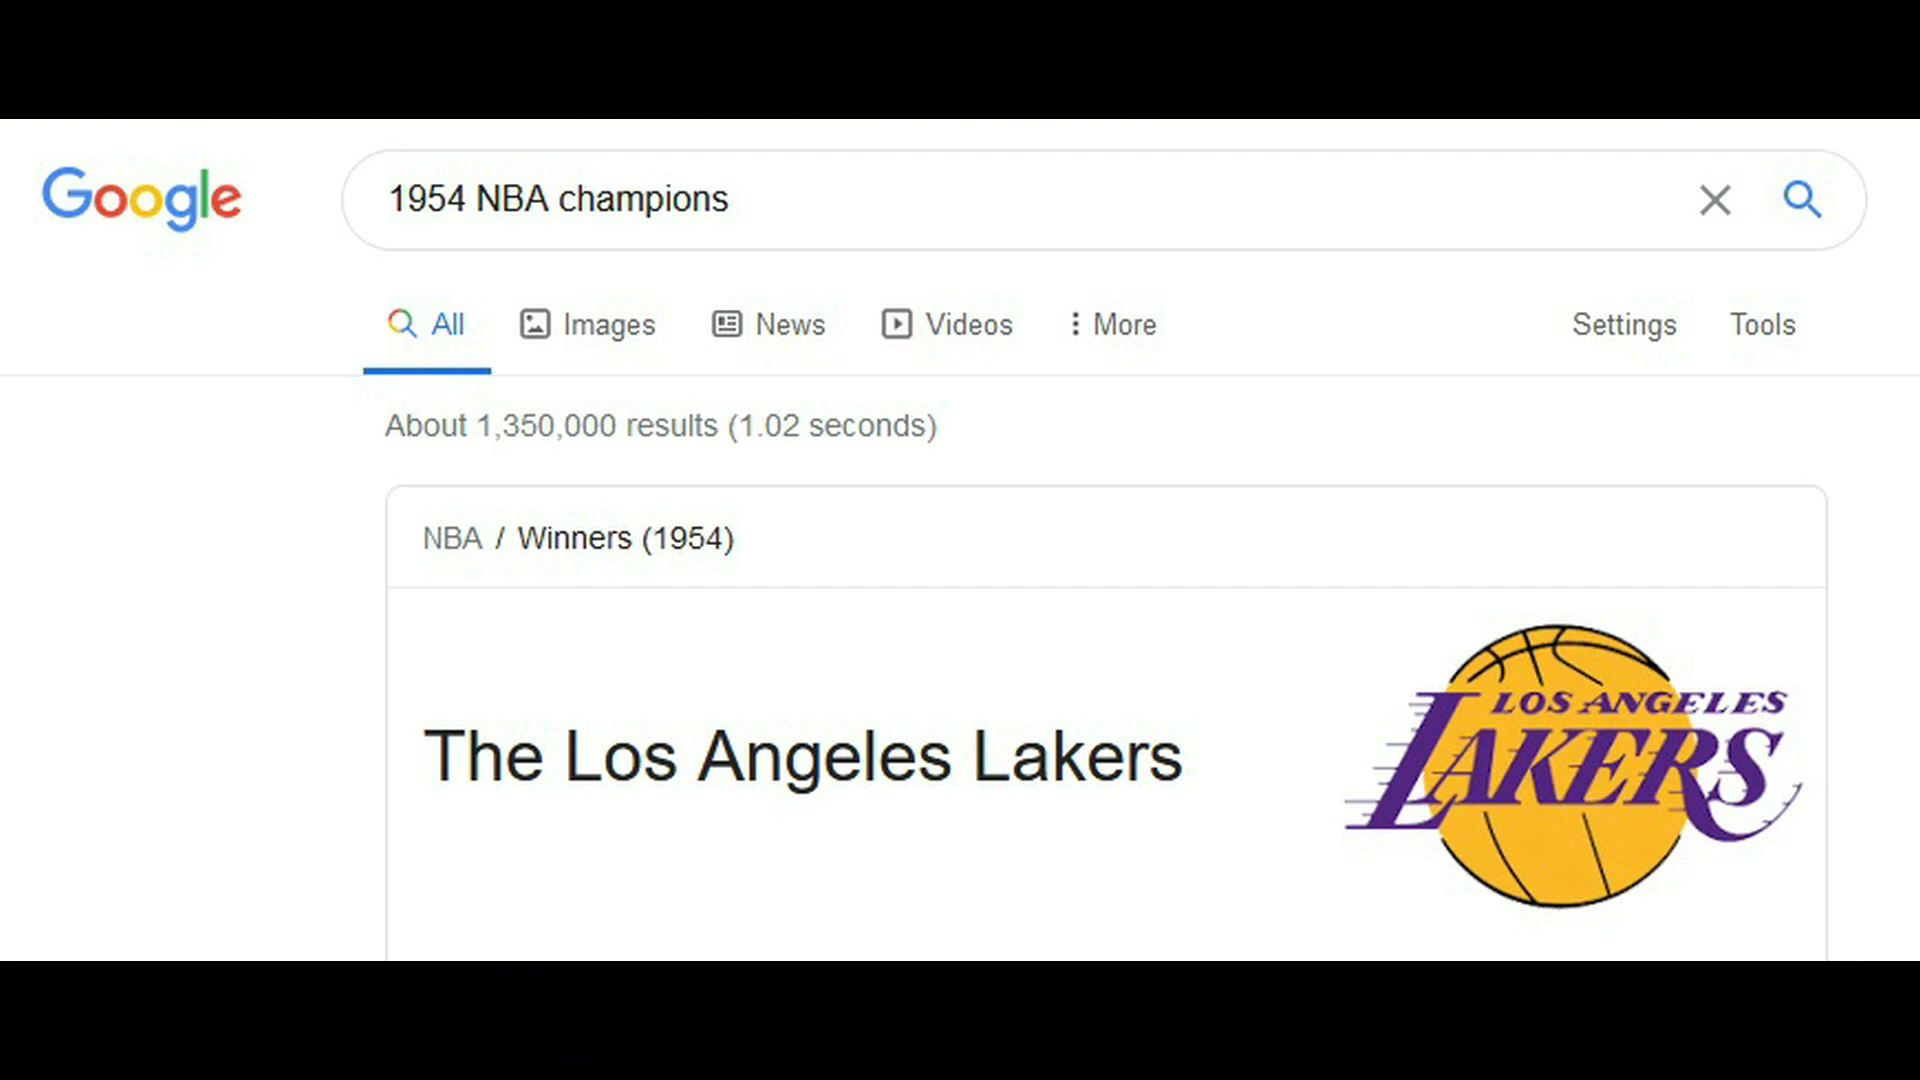 Google
1954 NBA champions
All Images News Videos More Settings Tools
About 1,350,000 results (1.02 seconds)
NBA / Winners (1954)
The Los Angeles Lakers
LOS ANGELES
LAKERS